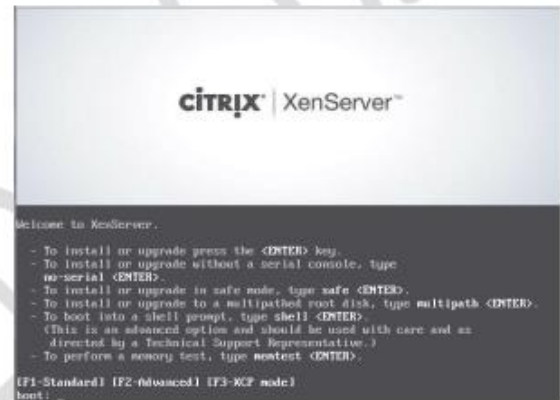 CİTRIX® | XenServer™
Welcome to XenServer.
- To install or upgrade press the <ENTER> key.
- To install or upgrade without a serial console, type
no-serial <ENTER>.
- To install or upgrade in safe mode, type safe <ENTER>.
- To install or upgrade to a multipathed root disk, type multipath <ENTER>.
- To boot into a shell prompt, type shell <ENTER>.
(This is an advanced option and should be used with care and as
directed by a Technical Support Representative.)
- To perform a memory test, type memtest <ENTER>.
[F1-Standard] [F2-Advanced] [F3-XCP mode]
boot: _